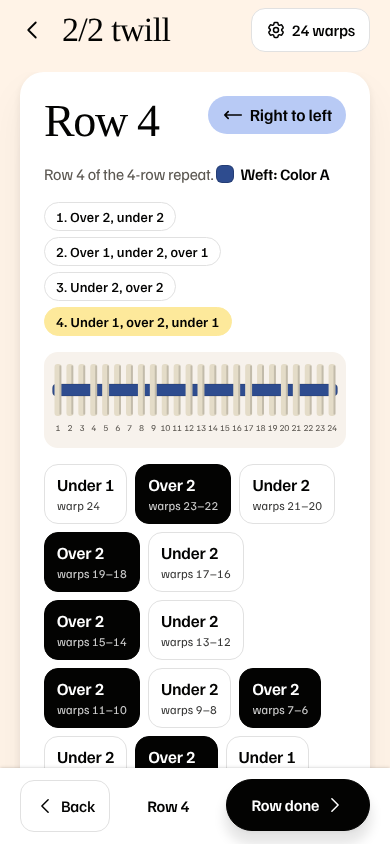 2/2 twill
24 warps
Row 4
Right to left
Row 4 of the 4-row repeat. Weft: Color A
1. Over 2, under 2
2. Over 1, under 2, over 1
3. Under 2, over 2
4. Under 1, over 2, under 1
1 2 3 4 5 6 7 8 9 10 11 12 13 14 15 16 17 18 19 20 21 22 23 24
Under 1 Over 2 Under 2
warp 24 warps 23–22 warps 21–20
Over 2 Under 2
warps 19–18 warps 17–16
Over 2 Under 2
warps 15–14 warps 13–12
Over 2 Under 2 Over 2
warps 11–10 warps 9–8 warps 7–6
Under 2 Over 2 Under 1
Back Row 4 Row done